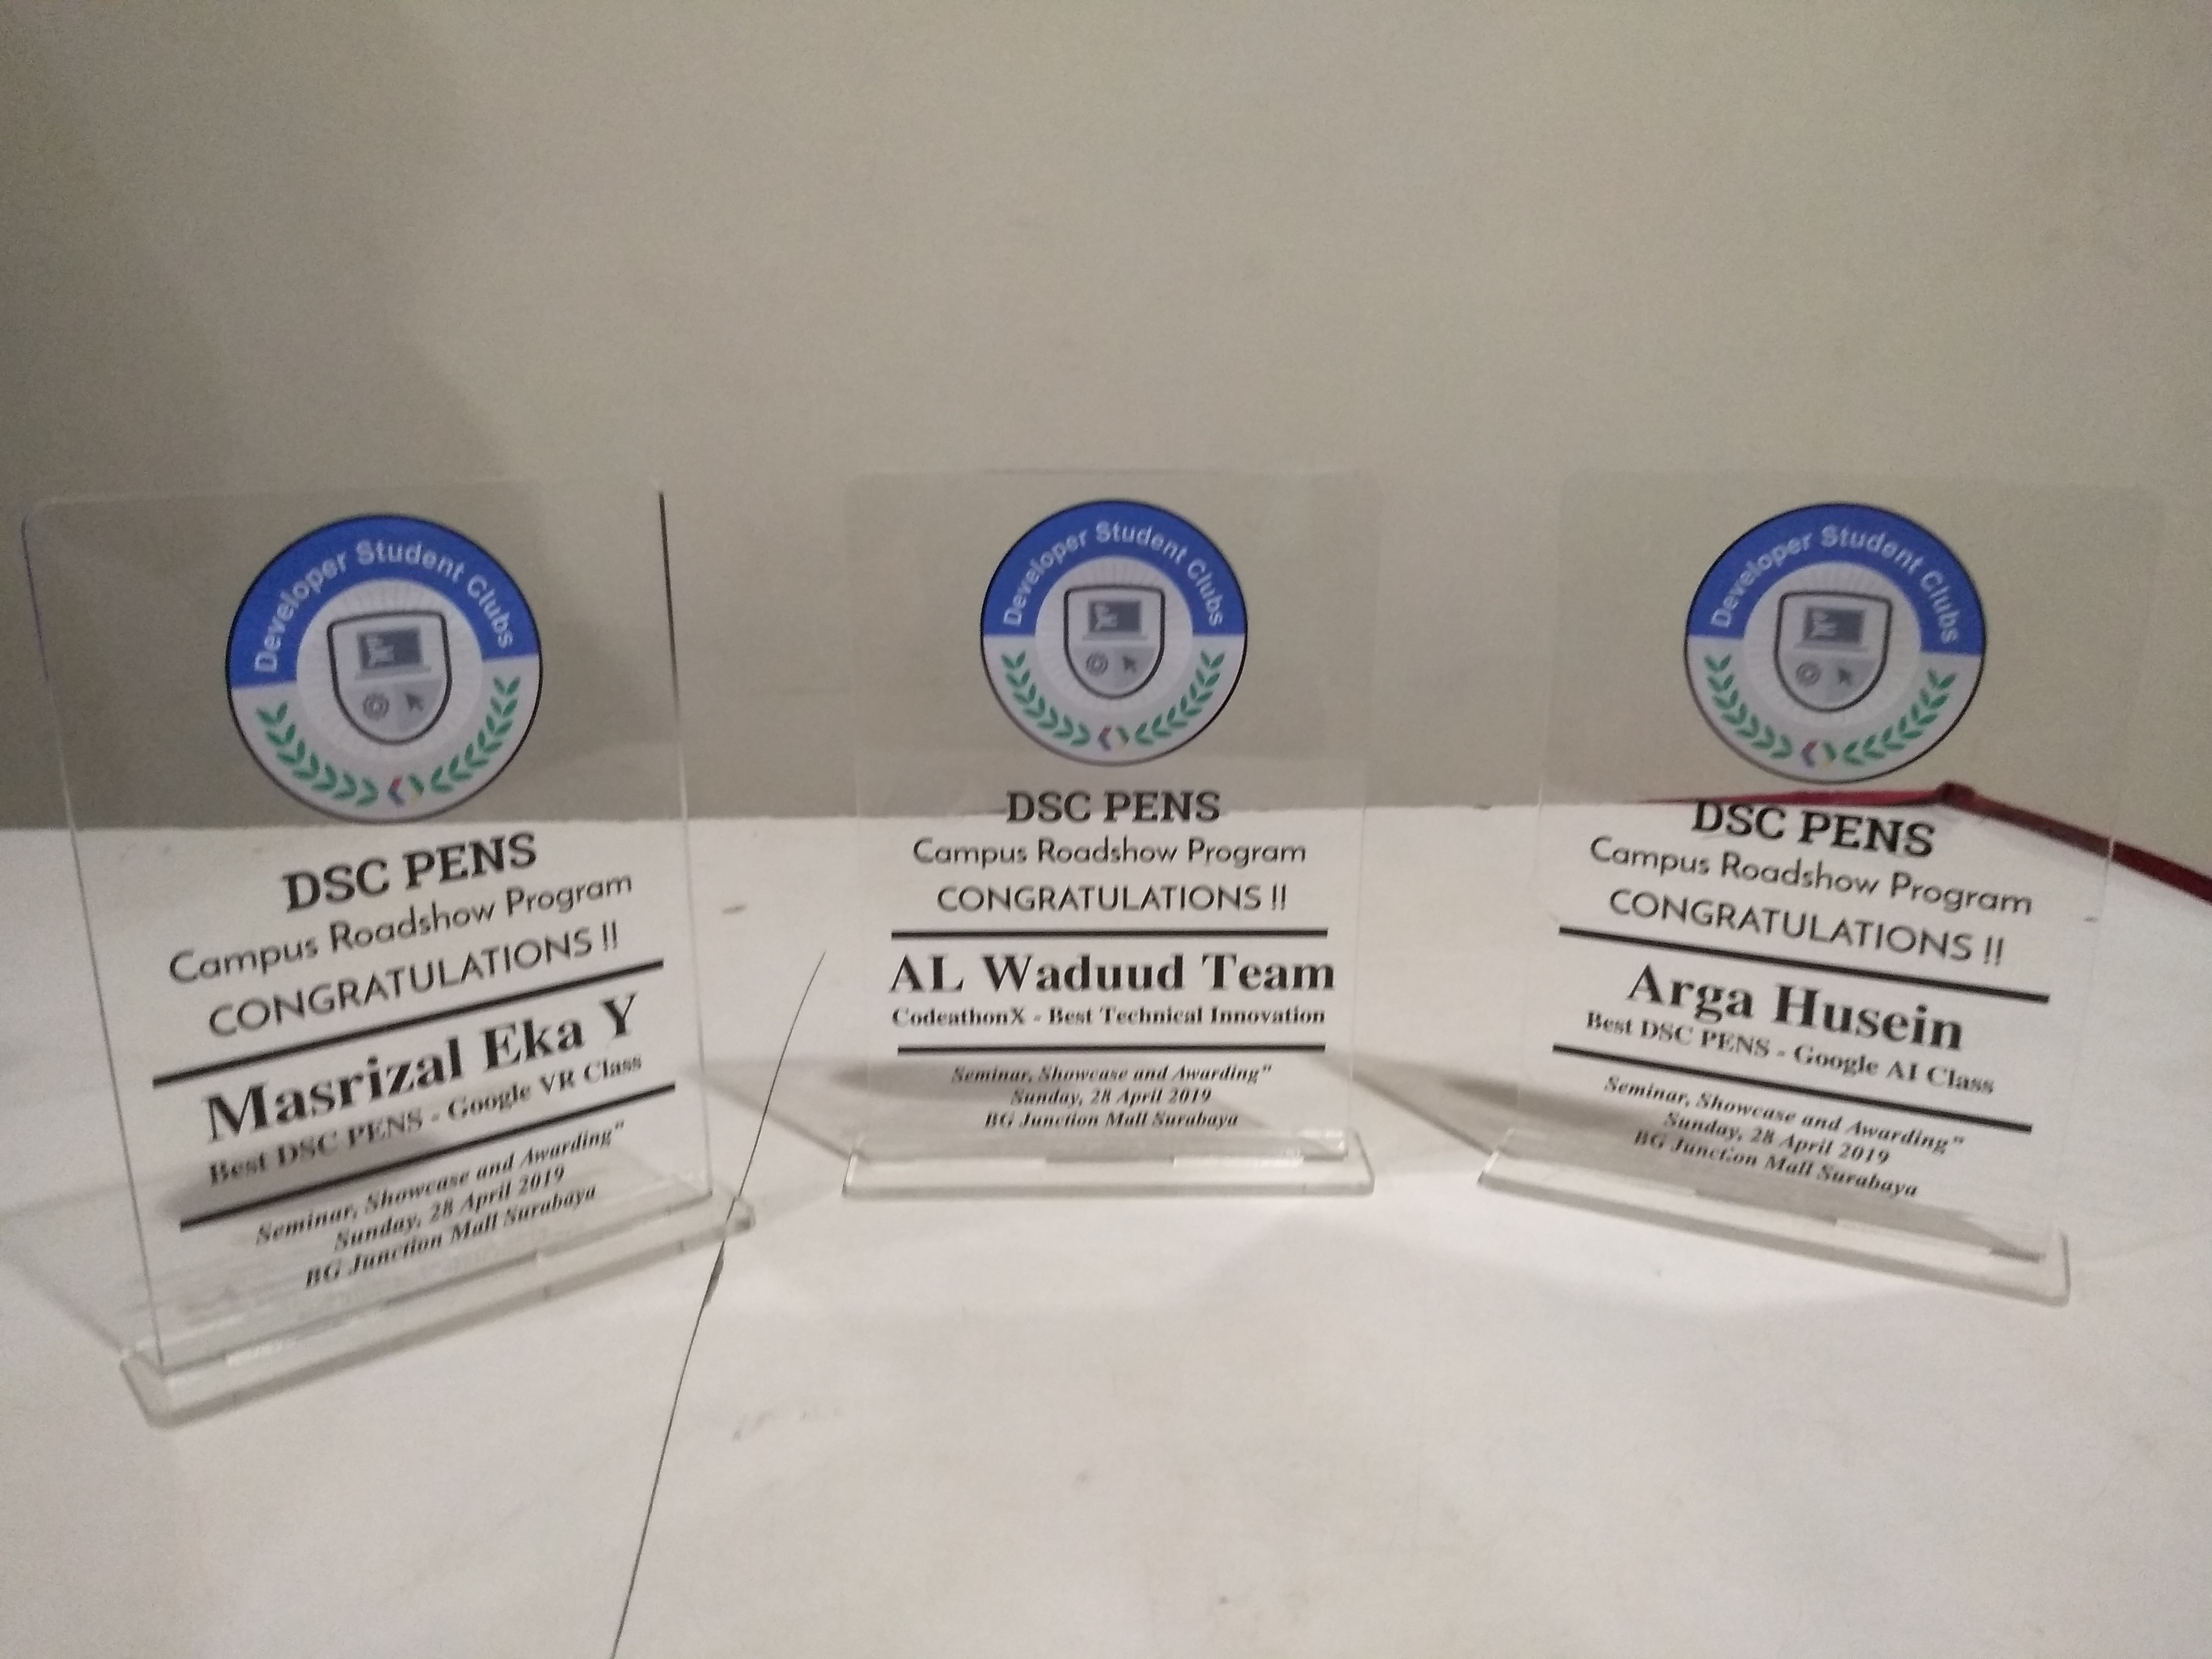 Developer Student Clubs
DSC PENS
Campus Roadshow Program
CONGRATULATIONS !!
Masrizal Eka Y
Best DSC PENS - Google VR Class
Seminar, Showcase and Awarding"
Sunday, 28 April 2019
BG Junction Mall Surabaya
Developer Student Clubs
DSC PENS
Campus Roadshow Program
CONGRATULATIONS !!
AL Waduud Team
CodeathonX - Best Technical Innovation
Seminar, Showcase and Awarding"
Sunday, 28 April 2019
BG Junction Mall Surabaya
Developer Student Clubs
DSC PENS
Campus Roadshow Program
CONGRATULATIONS !!
Arga Husein
Best DSC PENS - Google AI Class
Seminar, Showcase and Awarding"
Sunday, 28 April 2019
BG Junction Mall Surabaya